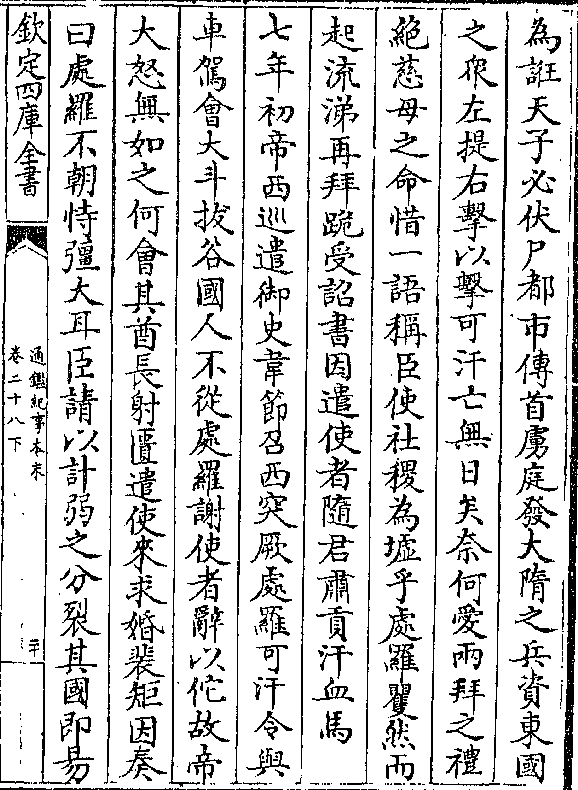 為誑天子必伏尸都市傳首虜庭發大隋之兵資東國
之衆左提右擊以擊可汗亡無日矣奈何愛兩拜之禮
絶慈母之命惜一語稱臣使社稷為墟乎處羅瞿然而
起流涕再拜跪受詔書因遣使者隨君肅貢汗血馬
七年初帝西巡遣御史韋節召西突厥處羅可汗令與
車駕會大斗拔谷國人不從處羅謝使者辭以佗故帝
大怒無如之何會其酋長射匱遣使來求婚裴矩因奏
曰處羅不朝恃彊大耳臣請以計弱之分裂其國即易
欽定四庫全書
通鑑紀事本末
卷二十八下
二十